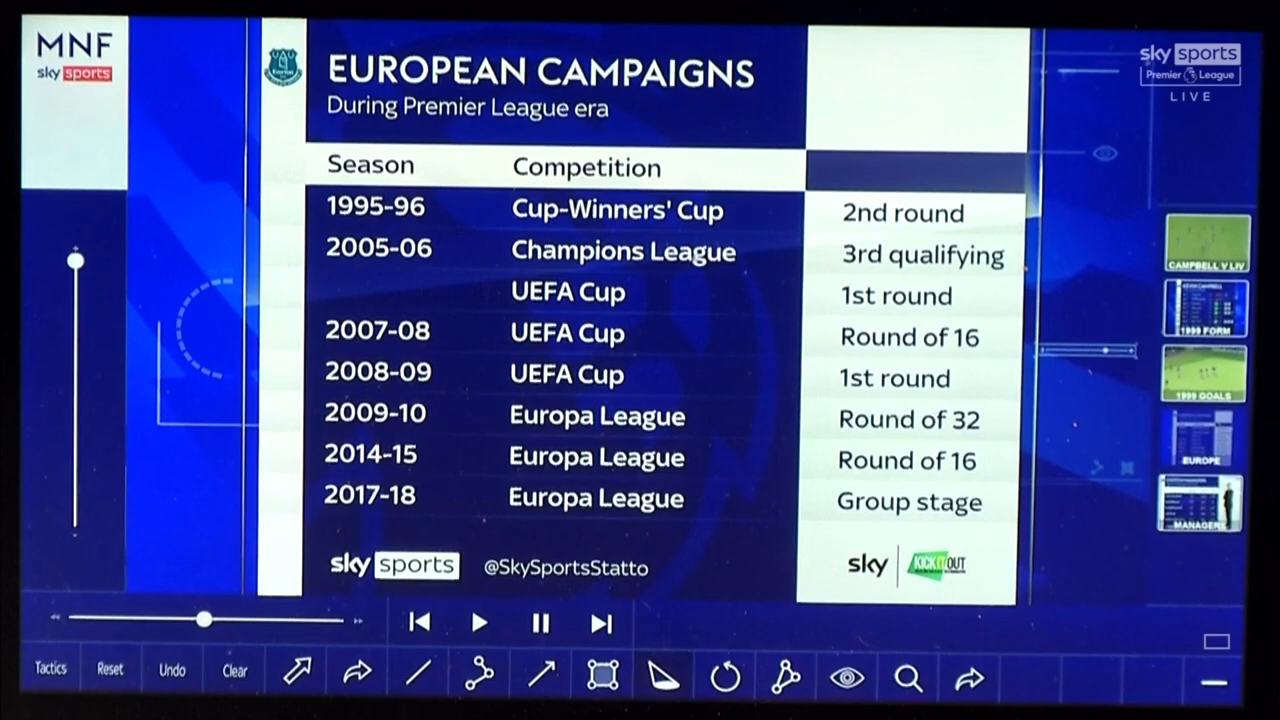 MNF
sky sports
sky sports
Premier League
LIVE
Everton
EUROPEAN CAMPAIGNS
During Premier League era
Season Competition
1995-96 Cup-Winners' Cup 2nd round
2005-06 Champions League 3rd qualifying
UEFA Cup 1st round
2007-08 UEFA Cup Round of 16
2008-09 UEFA Cup 1st round
2009-10 Europa League Round of 32
2014-15 Europa League Round of 16
2017-18 Europa League Group stage
sky sports @SkySportsStatto sky KICK IT OUT
CAMPBELL V LIV
1999 FORM
1999 GOALS
EUROPE
MANAGERS
Tactics Reset Undo Clear